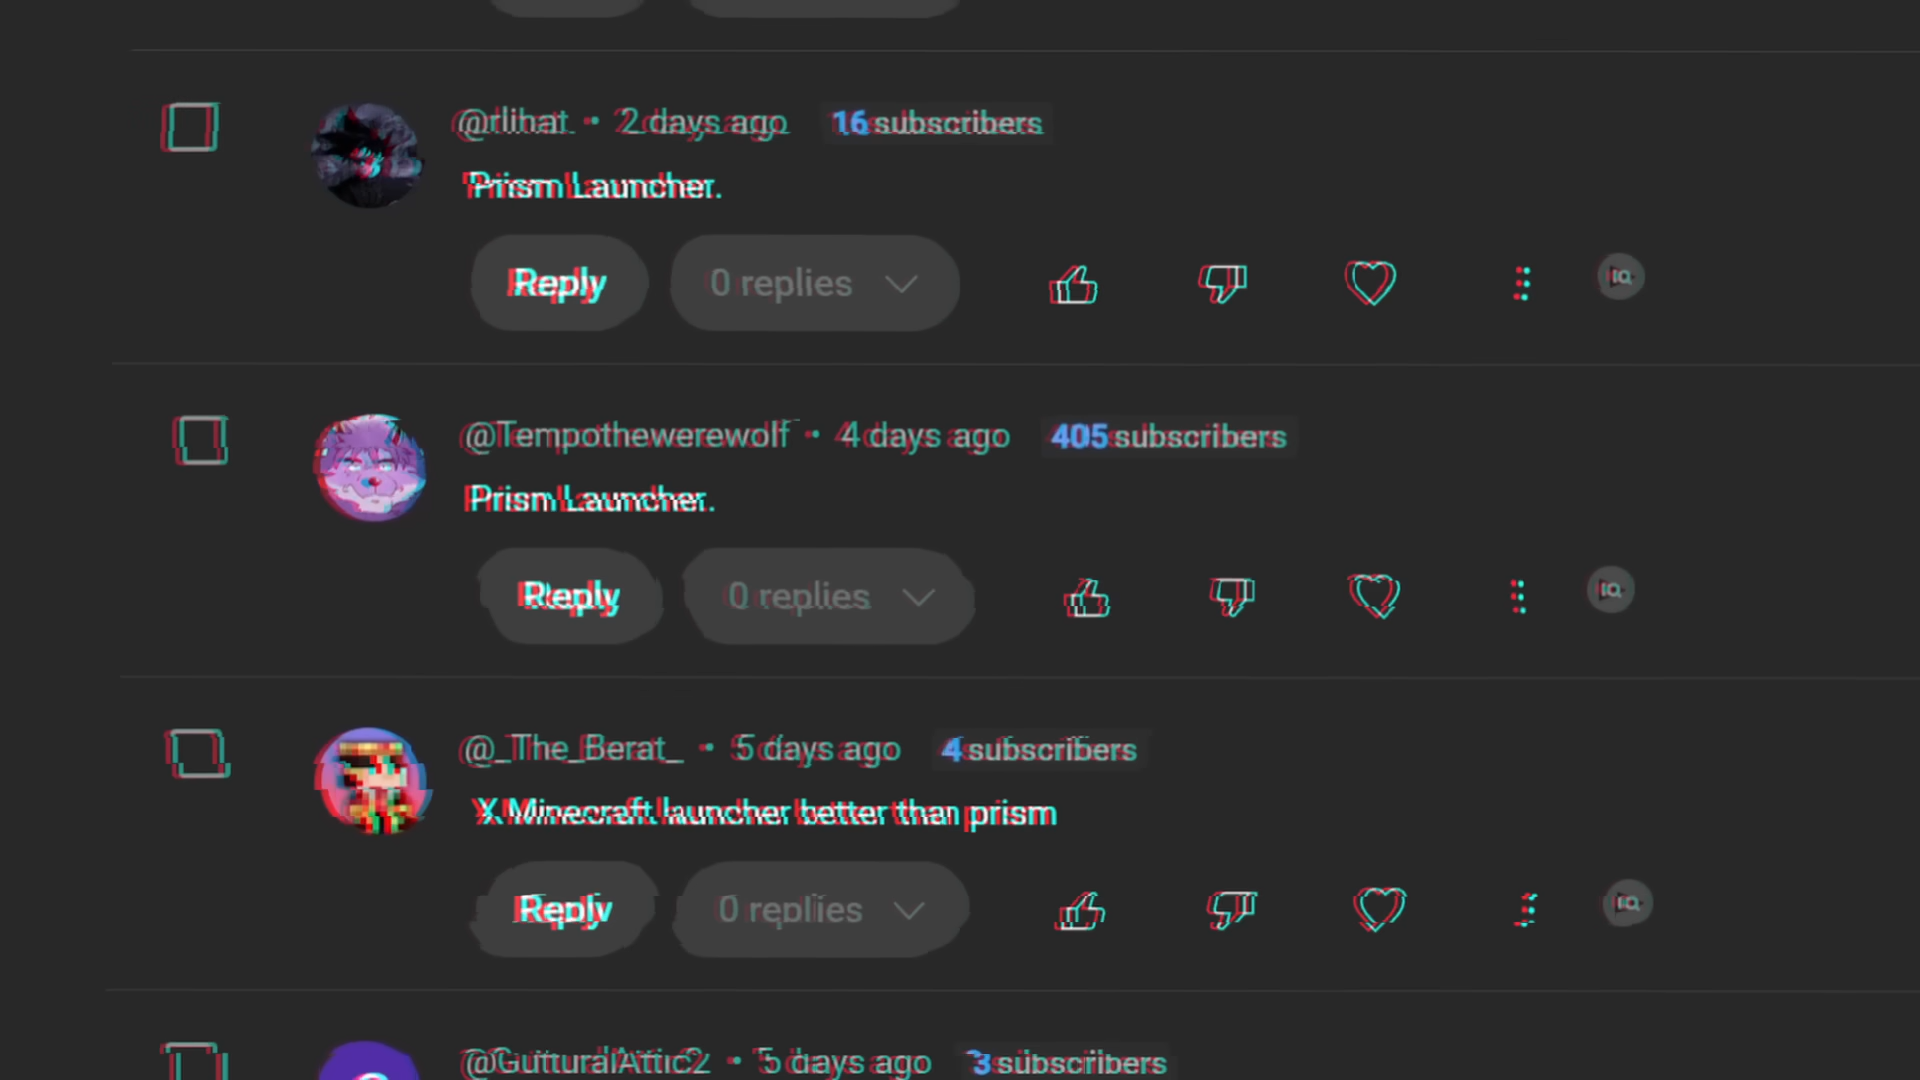 @rlihat • 2 days ago 16 subscribers
Prism Launcher.
Reply 0 replies
@Tempothewerewolf • 4 days ago 405 subscribers
Prism Launcher.
Reply 0 replies
@_The_Berat_ • 5 days ago 4 subscribers
X Minecraft launcher better than prism
Reply 0 replies
@GutturalAttic2 • 5 days ago 3 subscribers